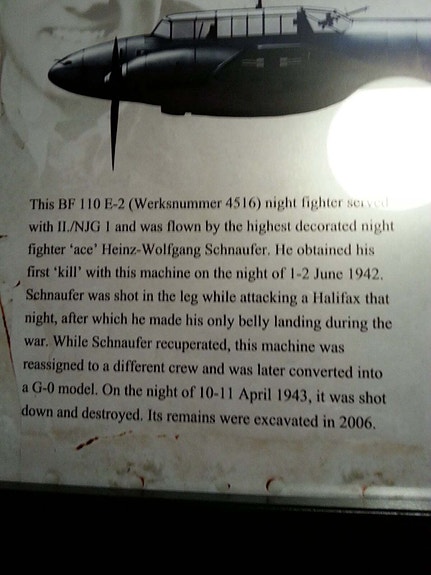 This BF 110 E-2 (Werksnummer 4516) night fighter served
with II./NJG 1 and was flown by the highest decorated night
fighter 'ace' Heinz-Wolfgang Schnaufer. He obtained his
first 'kill' with this machine on the night of 1-2 June 1942.
Schnaufer was shot in the leg while attacking a Halifax that
night, after which he made his only belly landing during the
war. While Schnaufer recuperated, this machine was
reassigned to a different crew and was later converted into
a G-0 model. On the night of 10-11 April 1943, it was shot
down and destroyed. Its remains were excavated in 2006.